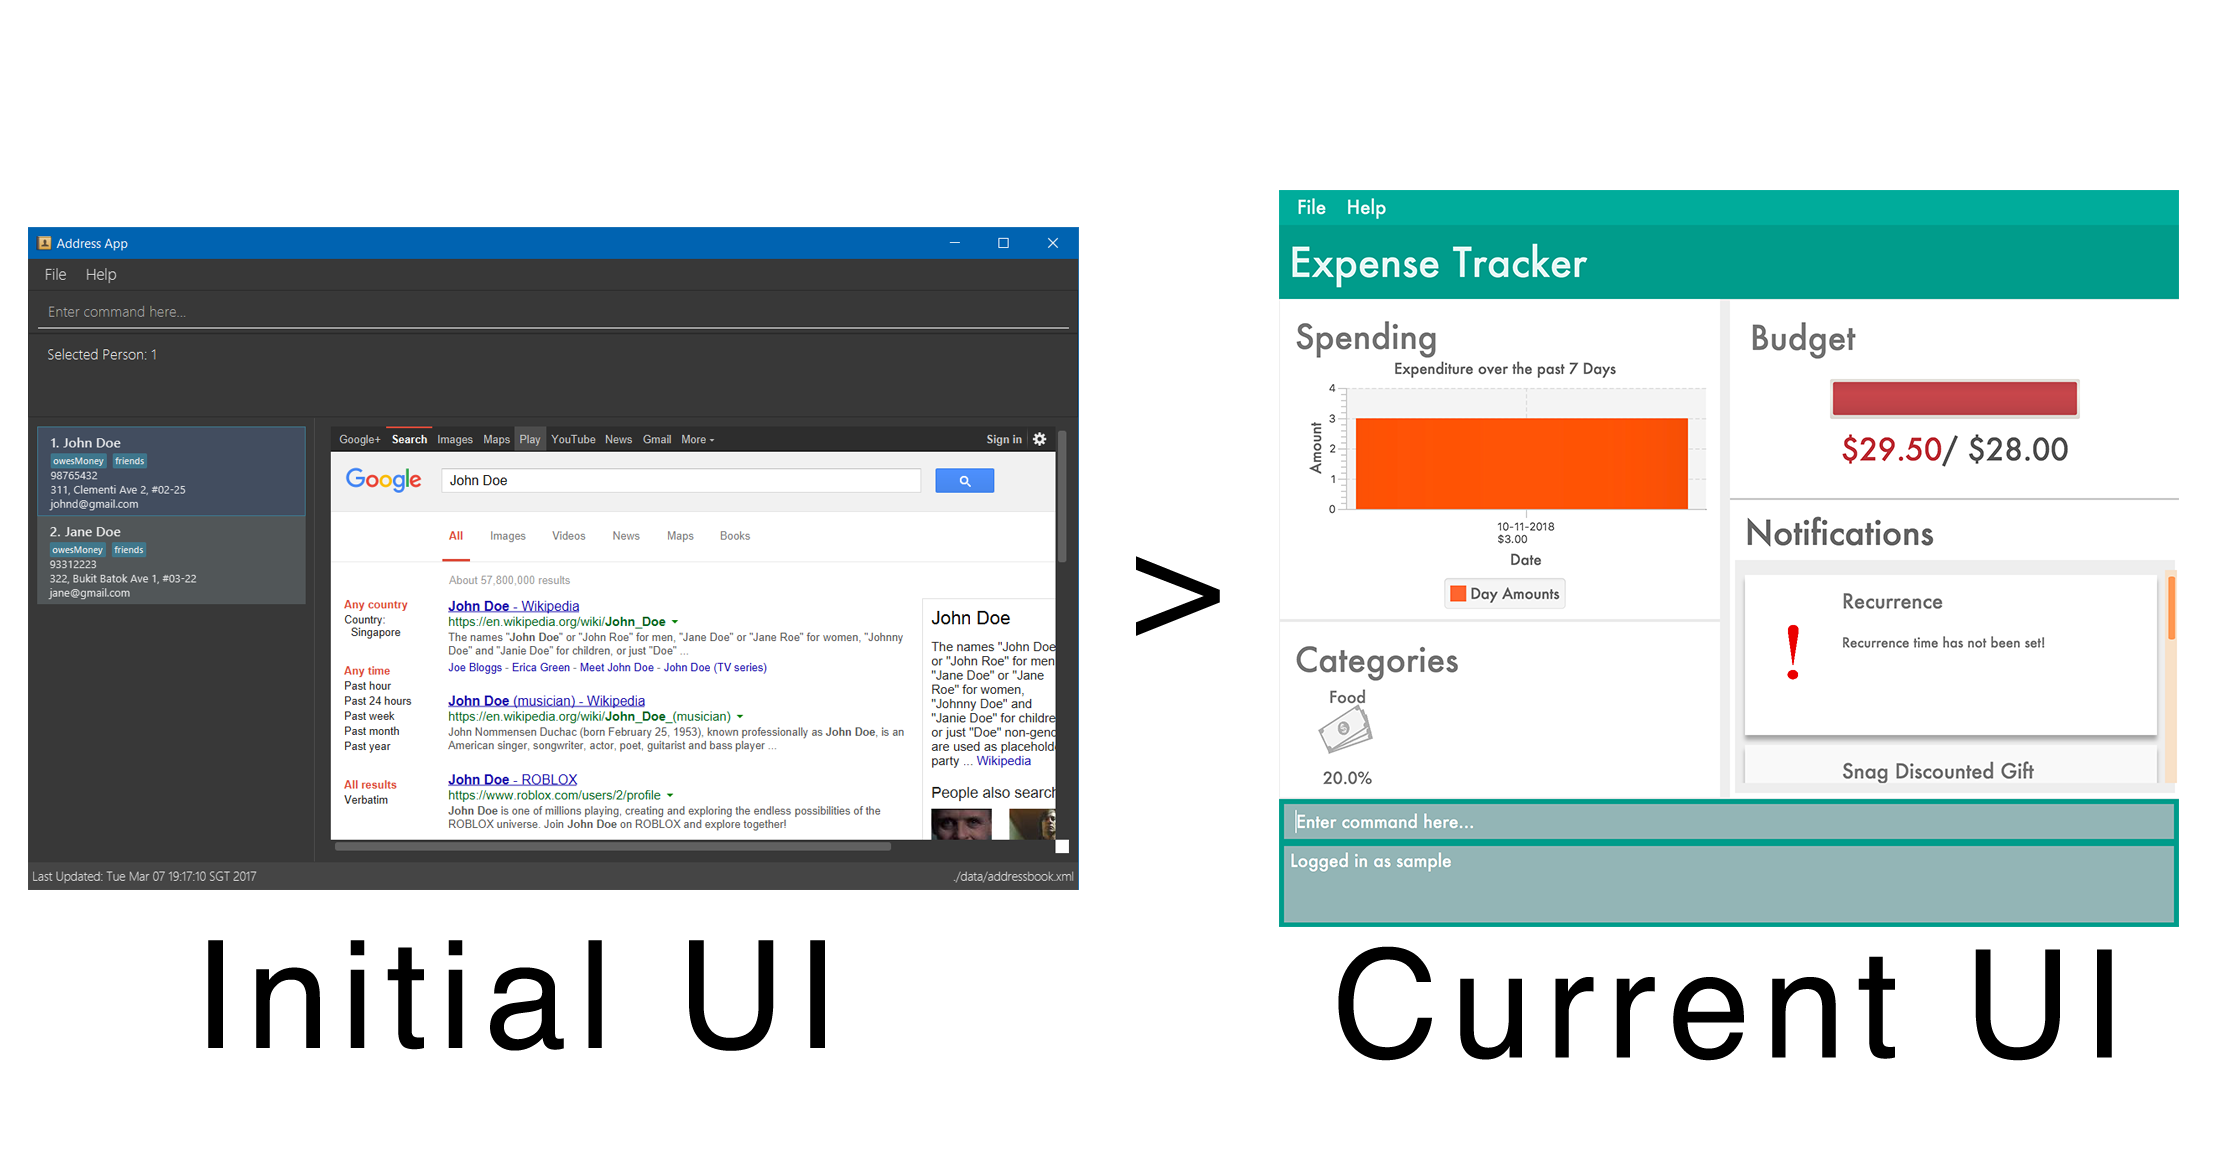 Address App
File Help
Enter command here...
Selected Person: 1
1. John Doe
owesMoney friends
98765432
311, Clementi Ave 2, #02-25
johnd@gmail.com
2. Jane Doe
owesMoney friends
93312223
322, Bukit Batok Ave 1, #03-22
jane@gmail.com
Google+ Search Images Maps Play YouTube News Gmail More Sign in
Google John Doe
All Images Videos News Maps Books
About 57,800,000 results
Any country
Country:
Singapore
Any time
Past hour
Past 24 hours
Past week
Past month
Past year
All results
Verbatim
John Doe - Wikipedia
https://en.wikipedia.org/wiki/John_Doe
The names "John Doe" or "John Roe" for men, "Jane Doe" or "Jane Roe" for women, "Johnny
Doe" and "Janie Doe" for children, or just "Doe" ...
Joe Bloggs - Erica Green - Meet John Doe - John Doe (TV series)
John Doe (musician) - Wikipedia
https://en.wikipedia.org/wiki/John_Doe_(musician)
John Nommensen Duchac (born February 25, 1953), known professionally as John Doe, is an
American singer, songwriter, actor, poet, guitarist and bass player ...
John Doe - ROBLOX
https://www.roblox.com/users/2/profile
John Doe is one of millions playing, creating and exploring the endless possibilities of the
ROBLOX universe. Join John Doe on ROBLOX and explore together!
John Doe
The names "John Doe
or "John Roe" for men
"Jane Doe" or "Jane
Roe" for women,
"Johnny Doe" and
"Janie Doe" for childre
or just "Doe" non-genc
are used as placeholde
party ... Wikipedia
People also search
Last Updated: Tue Mar 07 19:17:10 SGT 2017
./data/addressbook.xml
Initial UI
>
File Help
Expense Tracker
Spending
Expenditure over the past 7 Days
Amount
4
3
2
1
0
10-11-2018
$3.00
Date
Day Amounts
Categories
Food
20.0%
Budget
$29.50/ $28.00
Notifications
Recurrence
! Recurrence time has not been set!
Snag Discounted Gift
Enter command here...
Logged in as sample
Current UI